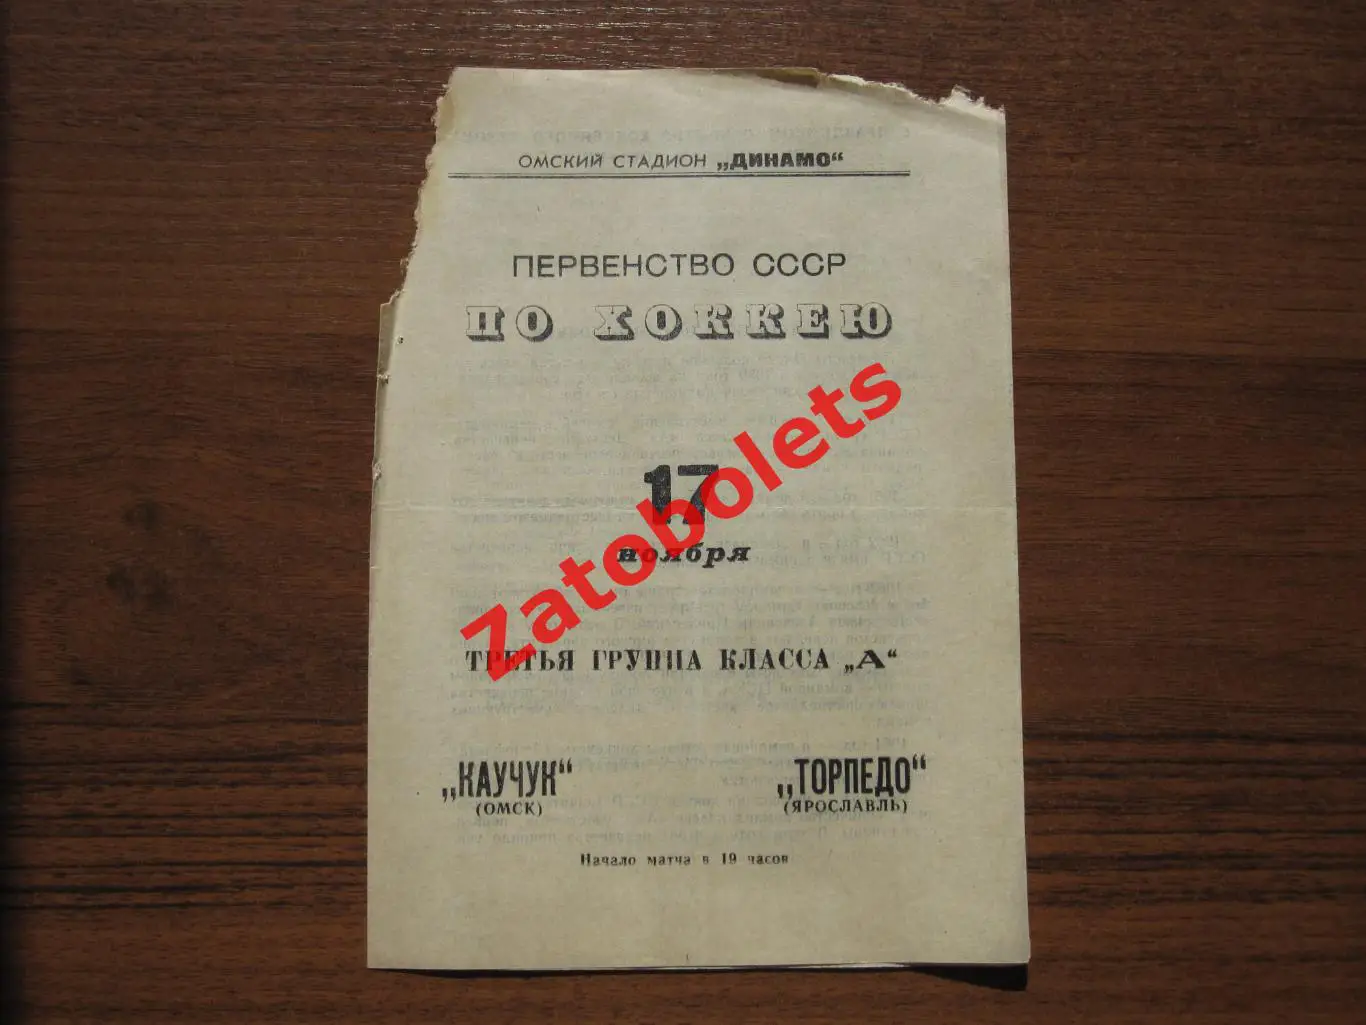 ОМСКИЙ СТАДИОН „ДИНАМО“
ПЕРВЕНСТВО СССР
ПО ХОККЕЮ
17
ноября
Zatobolets
ТРЕТЬЯ ГРУППА КЛАССА „А“
„КАУЧУК“ „ТОРПЕДО“
(ОМСК) (ЯРОСЛАВЛЬ)
Начало матча в 19 часов